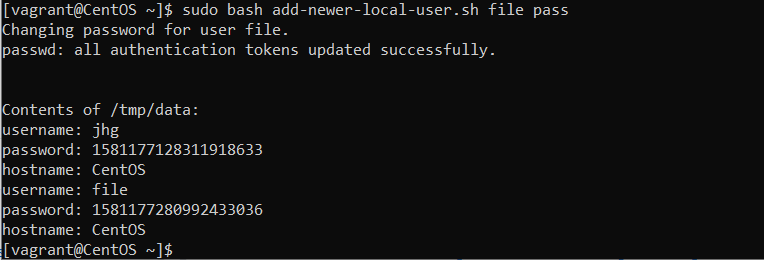 [vagrant@CentOS ~]$ sudo bash add-newer-local-user.sh file pass
Changing password for user file.
passwd: all authentication tokens updated successfully.
Contents of /tmp/data:
username: jhg
password: 1581177128311918633
hostname: CentOS
username: file
password: 1581177280992433036
hostname: CentOS
[vagrant@CentOS ~]$